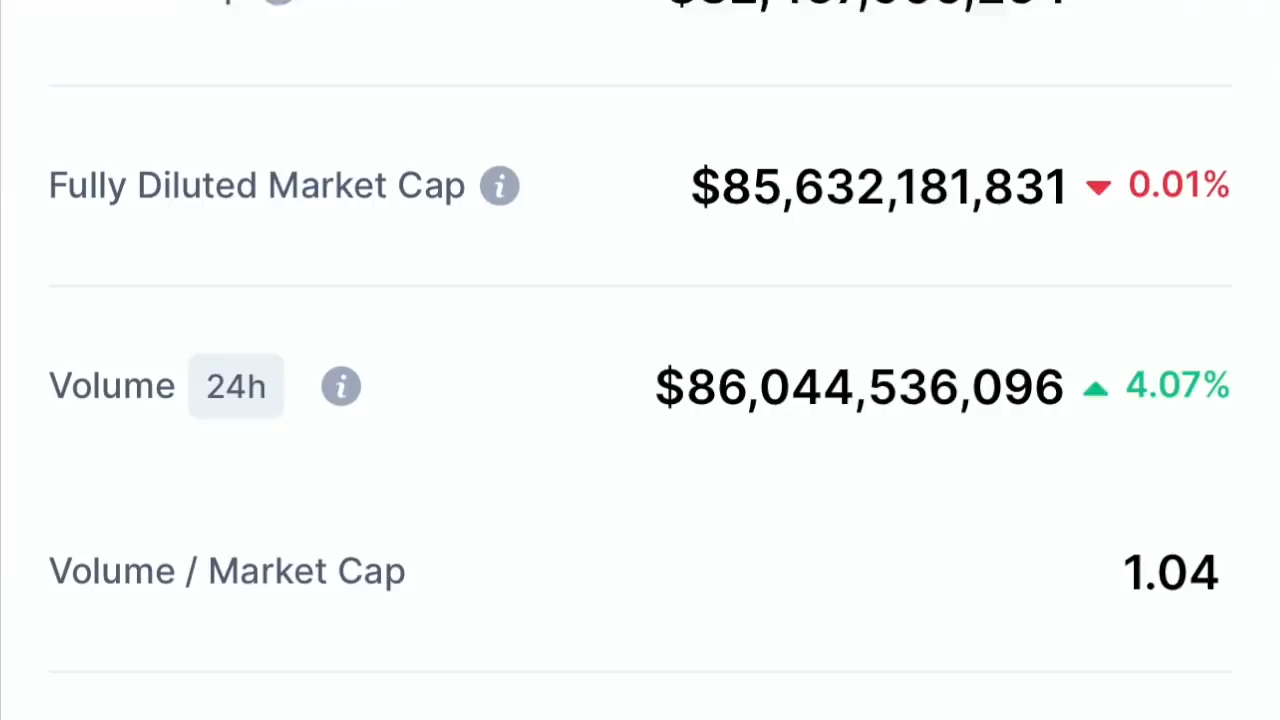 Fully Diluted Market Cap $85,632,181,831 0.01%
Volume 24h $86,044,536,096 4.07%
Volume / Market Cap 1.04